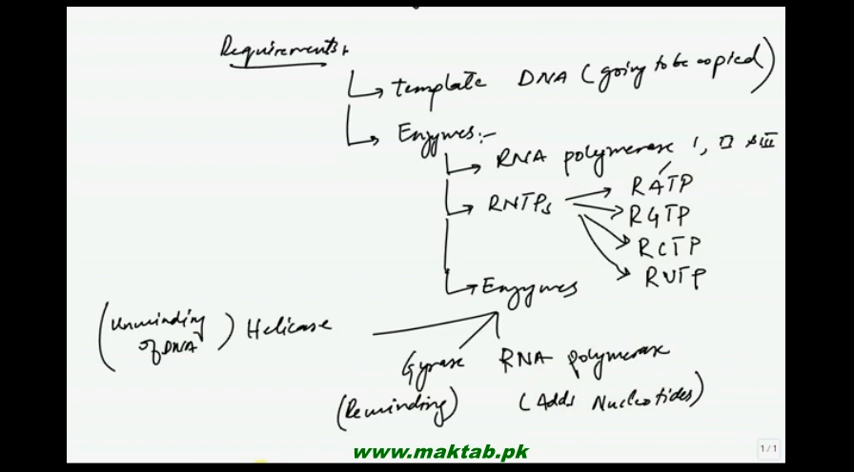 Requirements:
Template DNA (going to be copied)
Enzymes:-
RNA polymerase I, II & III
RNTPs
RATP
RGTP
RCTP
RUTP
Enzymes
(unwinding of DNA) Helicase
Gyrase RNA polymerase
(Rewinding) (Adds Nucleotides)
www.maktab.pk
1/1